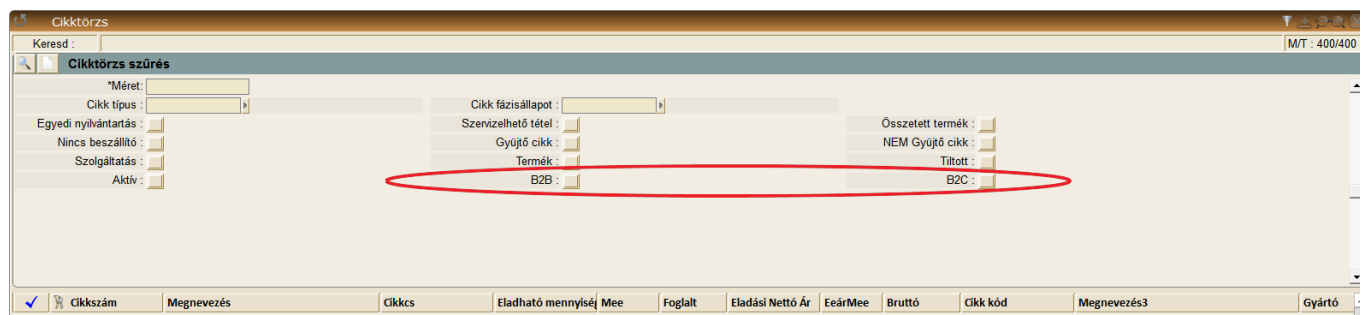 Cikktörzs
Keresd :
M/T : 400/400
Cikktörzs szűrés
*Méret:
Cikk típus : Cikk fázisállapot :
Egyedi nyilvántartás : Szervizelhető tétel : Összetett termék :
Nincs beszállító : Gyűjtő cikk : NEM Gyűjtő cikk :
Szolgáltatás : Termék : Tiltott :
Aktív : B2B : B2C :
Cikkszám Megnevezés Cikkcs Eladható mennyiség Mee Foglalt Eladási Nettó Ár EeárMee Bruttó Cikk kód Megnevezés3 Gyártó